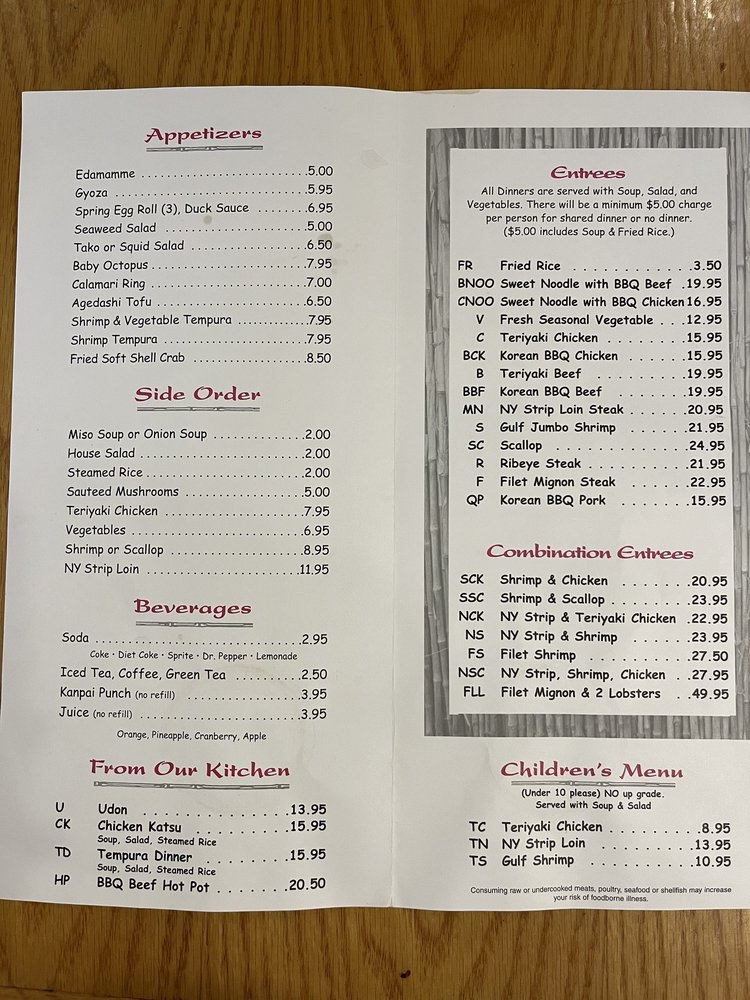 Appetizers
Edamamme 5.00
Gyoza 5.95
Spring Egg Roll (3), Duck Sauce 6.95
Seaweed Salad 5.00
Tako or Squid Salad 6.50
Baby Octopus 7.95
Calamari Ring 7.00
Agedashi Tofu 6.50
Shrimp & Vegetable Tempura 7.95
Shrimp Tempura 7.95
Fried Soft Shell Crab 8.50
Side Order
Miso Soup or Onion Soup 2.00
House Salad 2.00
Steamed Rice 2.00
Sauteed Mushrooms 5.00
Teriyaki Chicken 7.95
Vegetables 6.95
Shrimp or Scallop 8.95
NY Strip Loin 11.95
Beverages
Soda 2.95
Coke • Diet Coke • Sprite • Dr. Pepper • Lemonade
Iced Tea, Coffee, Green Tea 2.50
Kanpai Punch (no refill) 3.95
Juice (no refill) 3.95
Orange, Pineapple, Cranberry, Apple
From Our Kitchen
U Udon 13.95
CK Chicken Katsu 15.95
Soup, Salad, Steamed Rice
TD Tempura Dinner 15.95
Soup, Salad, Steamed Rice
HP BBQ Beef Hot Pot 20.50
Entrees
All Dinners are served with Soup, Salad, and
Vegetables. There will be a minimum $5.00 charge
per person for shared dinner or no dinner.
($5.00 includes Soup & Fried Rice.)
FR Fried Rice 3.50
BNOO Sweet Noodle with BBQ Beef 19.95
CNOO Sweet Noodle with BBQ Chicken 16.95
V Fresh Seasonal Vegetable 12.95
C Teriyaki Chicken 15.95
BCK Korean BBQ Chicken 15.95
B Teriyaki Beef 19.95
BBF Korean BBQ Beef 19.95
MN NY Strip Loin Steak 20.95
S Gulf Jumbo Shrimp 21.95
SC Scallop 24.95
R Ribeye Steak 21.95
F Filet Mignon Steak 22.95
QP Korean BBQ Pork 15.95
Combination Entrees
SCK Shrimp & Chicken 20.95
SSC Shrimp & Scallop 23.95
NCK NY Strip & Teriyaki Chicken 22.95
NS NY Strip & Shrimp 23.95
FS Filet Shrimp 27.50
NSC NY Strip, Shrimp, Chicken 27.95
FLL Filet Mignon & 2 Lobsters 49.95
Children's Menu
(Under 10 please) NO up grade.
Served with Soup & Salad
TC Teriyaki Chicken 8.95
TN NY Strip Loin 13.95
TS Gulf Shrimp 10.95
Consuming raw or undercooked meats, poultry, seafood or shellfish may increase
your risk of foodborne illness.